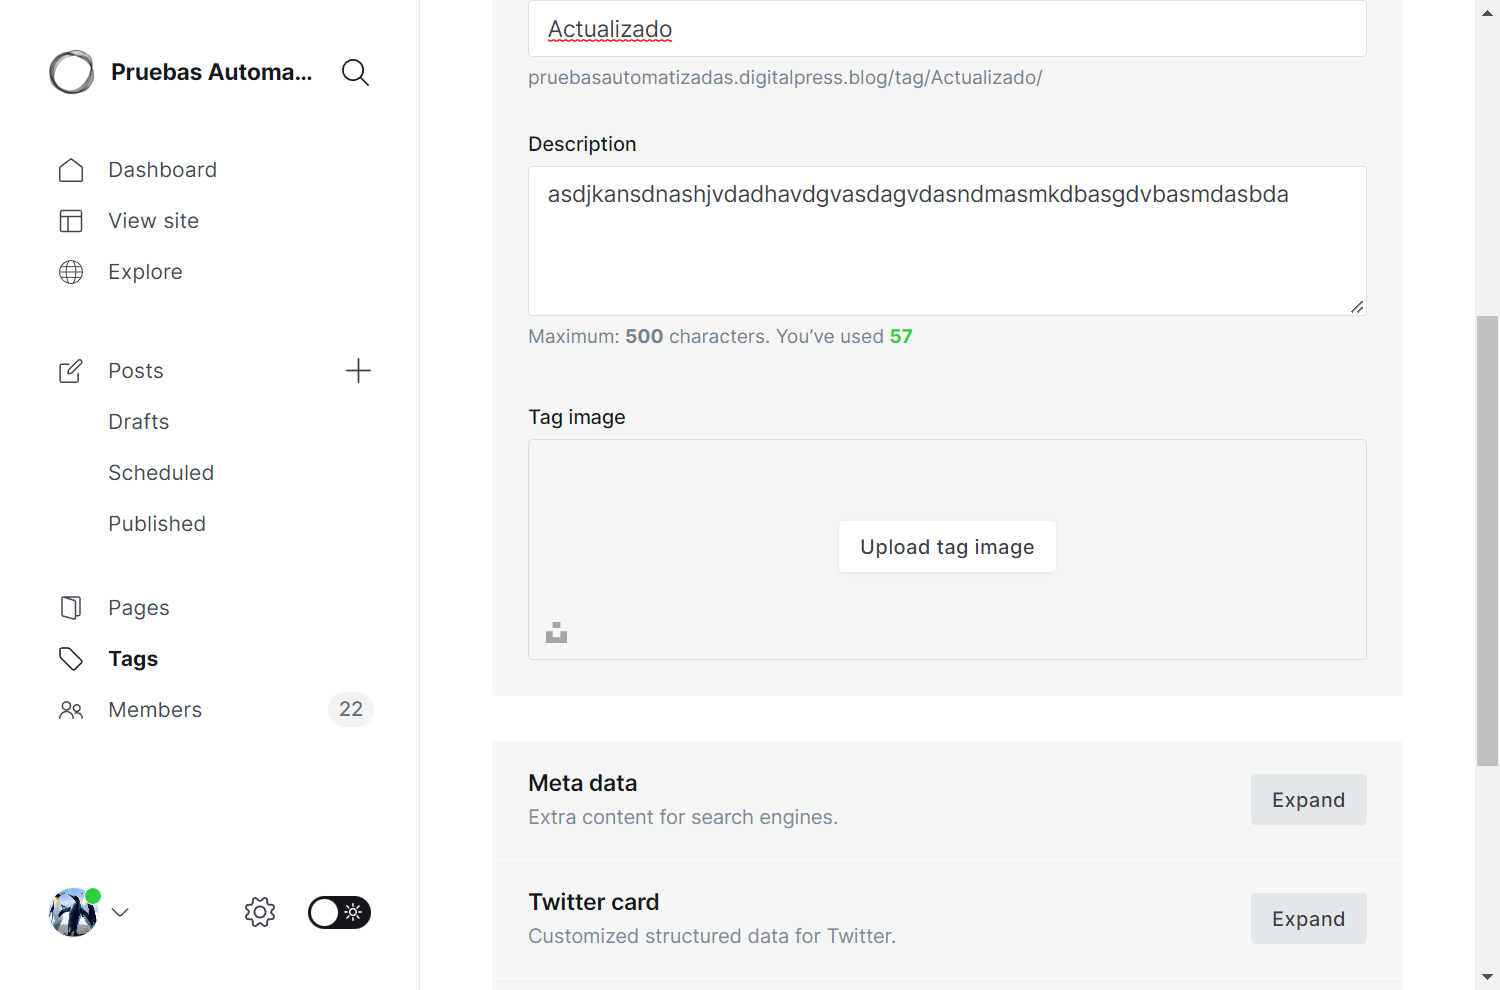 Pruebas Automa...
Dashboard
View site
Explore
Posts
Drafts
Scheduled
Published
Pages
Tags
Members
22
Actualizado
pruebasautomatizadas.digitalpress.blog/tag/Actualizado/
Description
asdjkansdnashjvdadhavdgvasdagvdasndmasmkdbasgdvbasmdasbda
Maximum: 500 characters. You’ve used 57
Tag image
Upload tag image
Meta data
Extra content for search engines.
Expand
Twitter card
Customized structured data for Twitter.
Expand